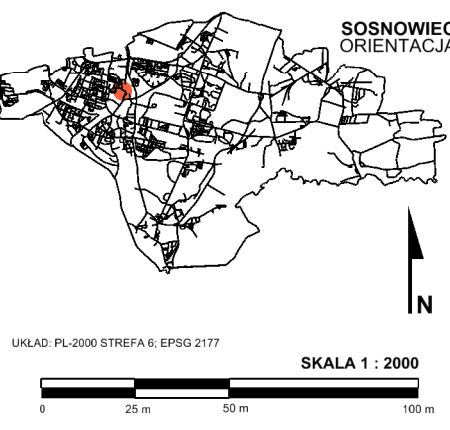 SOSNOWIEC
ORIENTACJA
N
UKŁAD: PL-2000 STREFA 6; EPSG 2177
SKALA 1 : 2000
0 25 m 50 m 100 m